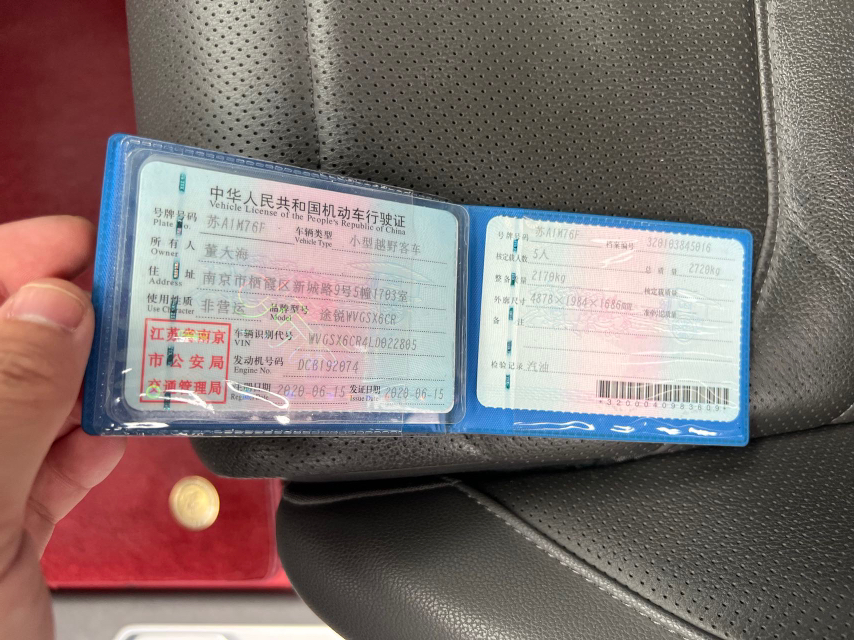 中华人民共和国机动车行驶证
Vehicle License of the People's Republic of China
号牌号码 苏A1M76F 车辆类型 小型越野客车
Plate No. Vehicle Type
所有人 董大海
Owner
住址 南京市栖霞区新城路9号5幢1703室
Address
使用性质 非营运 品牌型号 途锐WVGSX6CR
Use Character Model
江苏省南京
市公安局
交通管理局
车辆识别代号 WVGSX6CR4LD022805
VIN
发动机号码 DCB192074
Engine No.
注册日期 2020-06-15 发证日期 2020-06-15
Register Date Issue Date
号牌号码 苏A1M76F 档案编号 320103845016
核定载人数 5人 总质量 2720kg
整备质量 2179kg 核定载质量
外廓尺寸 4878×1984×1686mm 准牵引总质量
备注
检验记录 汽油
*3200040983609*